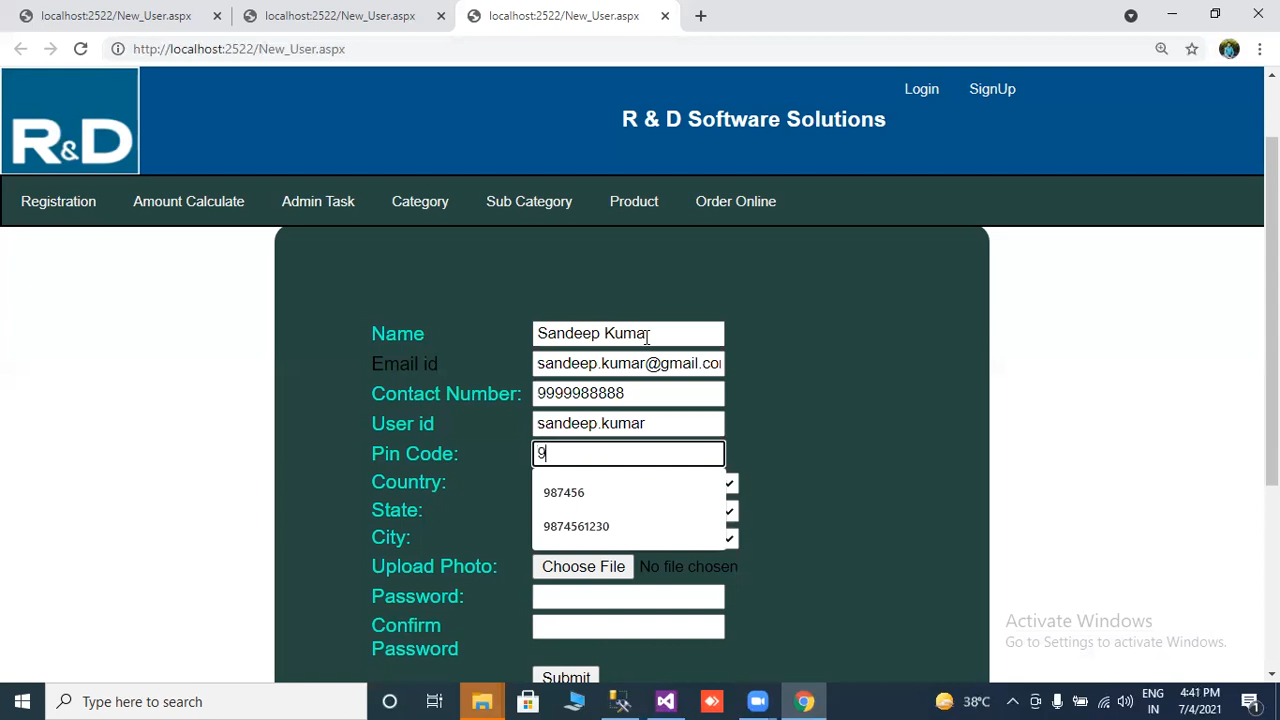 localhost:2522/New_User.aspx
localhost:2522/New_User.aspx
localhost:2522/New_User.aspx
http://localhost:2522/New_User.aspx
R&D
Login
SignUp
R & D Software Solutions
Registration
Amount Calculate
Admin Task
Category
Sub Category
Product
Order Online
Name
Sandeep Kumar
Email id
sandeep.kumar@gmail.co
Contact Number:
9999988888
User id
sandeep.kumar
Pin Code:
9
Country:
987456
State:
9874561230
City:
Upload Photo:
Choose File
No file chosen
Password:
Confirm
Password
Submit
Activate Windows
Go to Settings to activate Windows.
Type here to search
38°C
ENG
IN
4:41 PM
7/4/2021